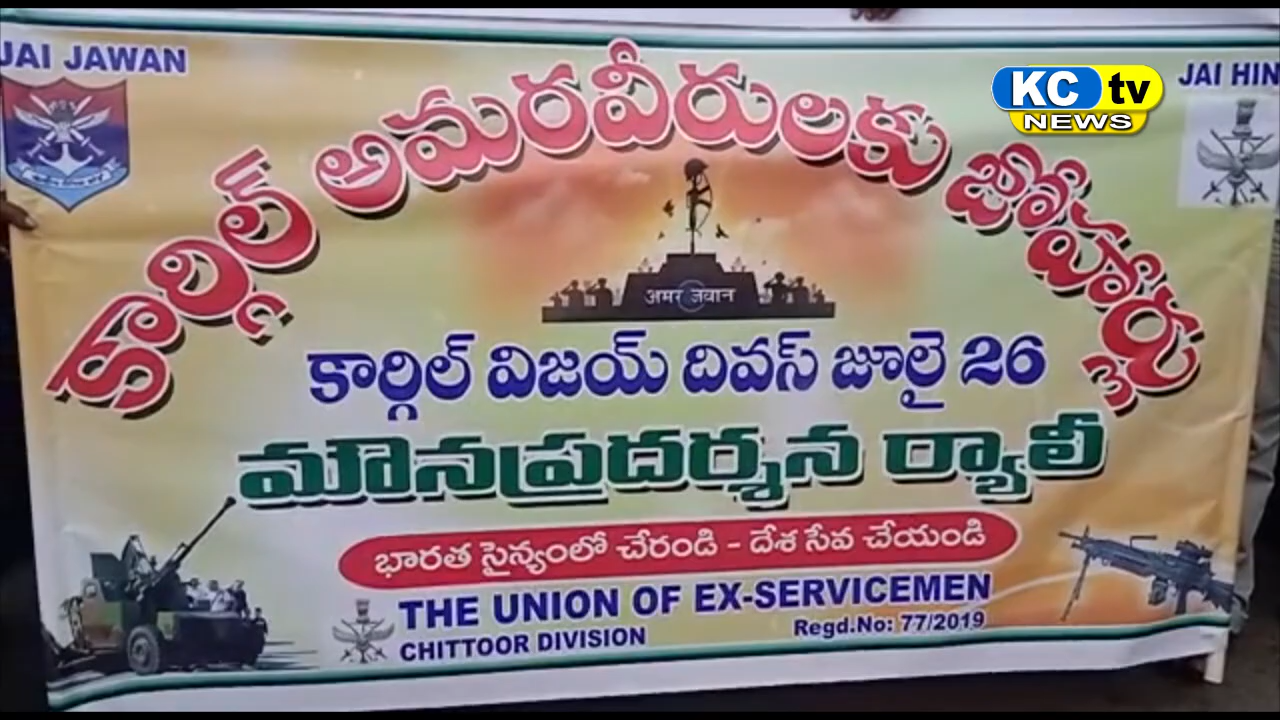 JAI JAWAN
JAI HIN
KC tv
NEWS
కార్గిల్ అమరవీరులకు జోహార్లు
अमर जवान
కార్గిల్ విజయ్ దివస్ జూలై 26
మౌనప్రదర్శన ర్యాలీ
భారత సైన్యంలో చేరండి - దేశ సేవ చేయండి
THE UNION OF EX-SERVICEMEN
CHITTOOR DIVISION
Regd.No: 77/2019